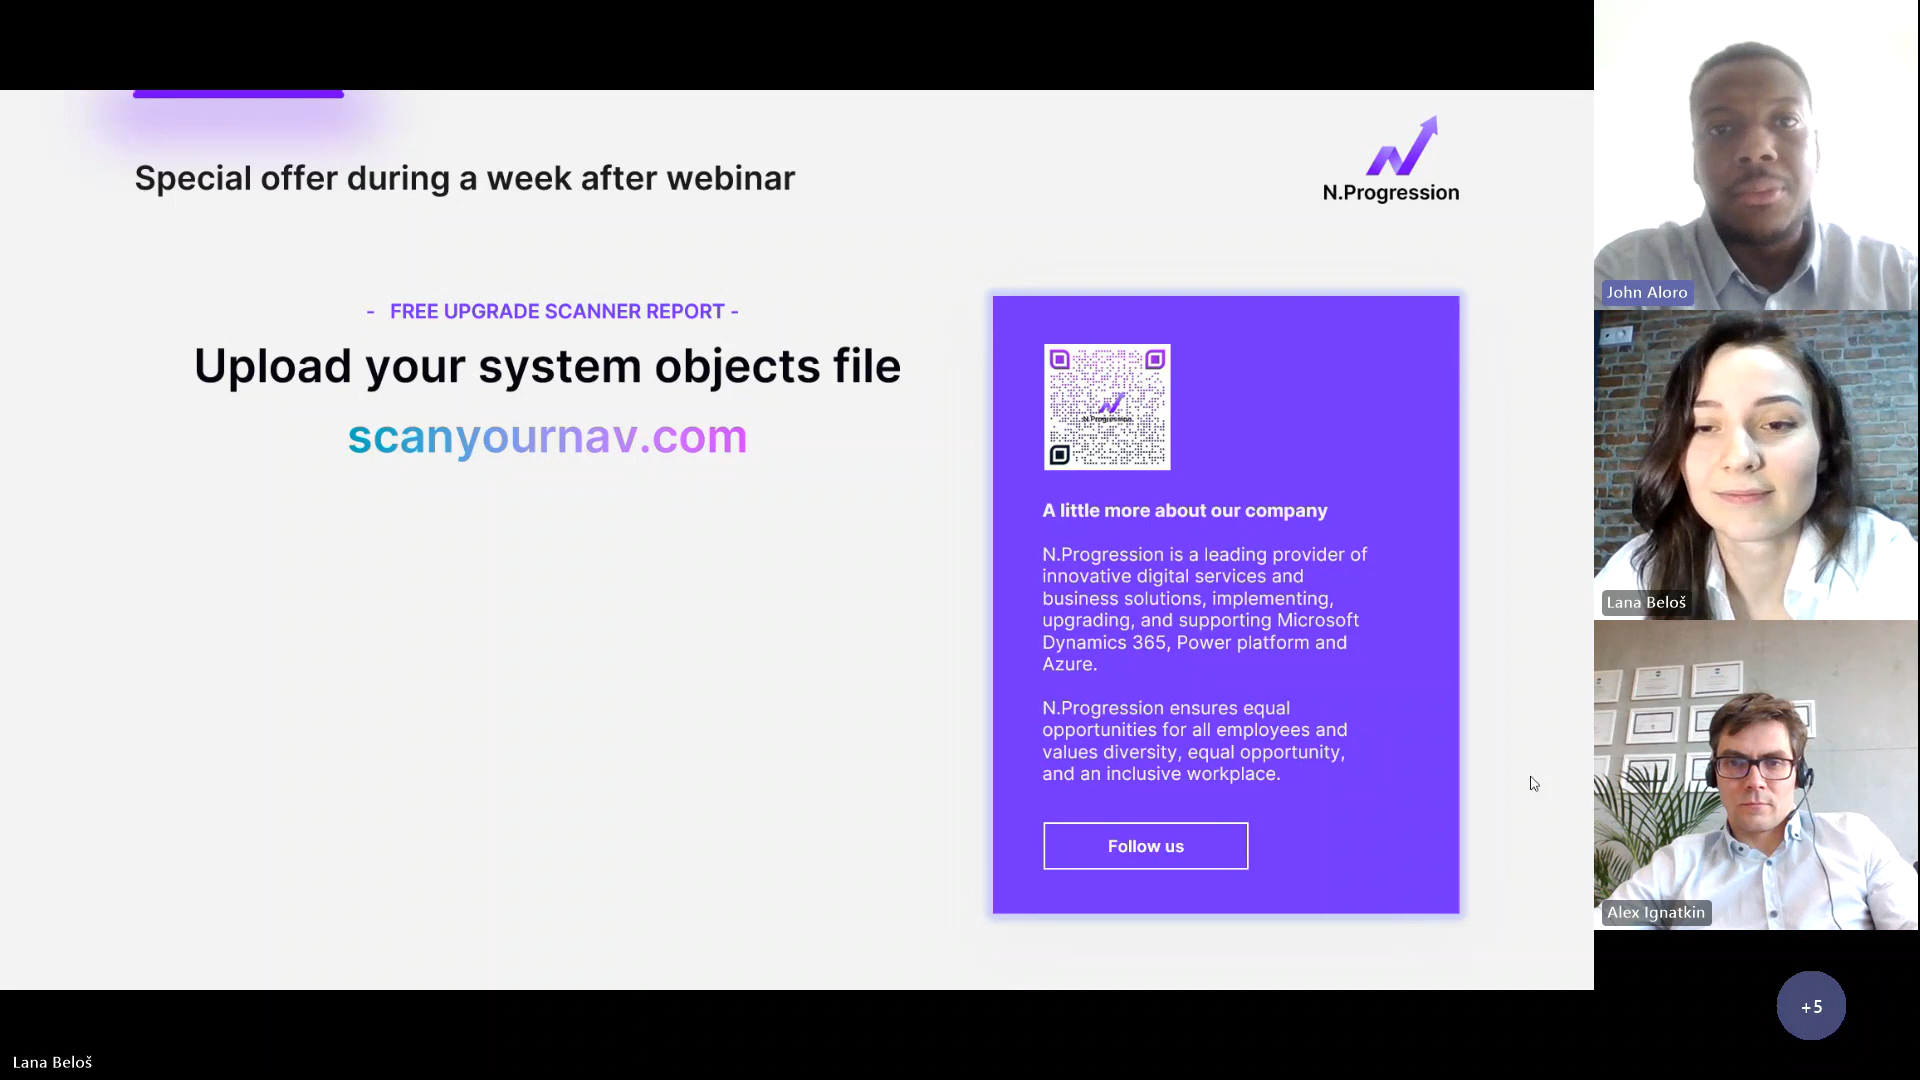 Special offer during a week after webinar
N.Progression
- FREE UPGRADE SCANNER REPORT -
Upload your system objects file
scanyournav.com
N.Progression
A little more about our company
N.Progression is a leading provider of
innovative digital services and
business solutions, implementing,
upgrading, and supporting Microsoft
Dynamics 365, Power platform and
Azure.
N.Progression ensures equal
opportunities for all employees and
values diversity, equal opportunity,
and an inclusive workplace.
Follow us
John Aloro
Lana Beloš
Alex Ignatkin
+5
Lana Beloš